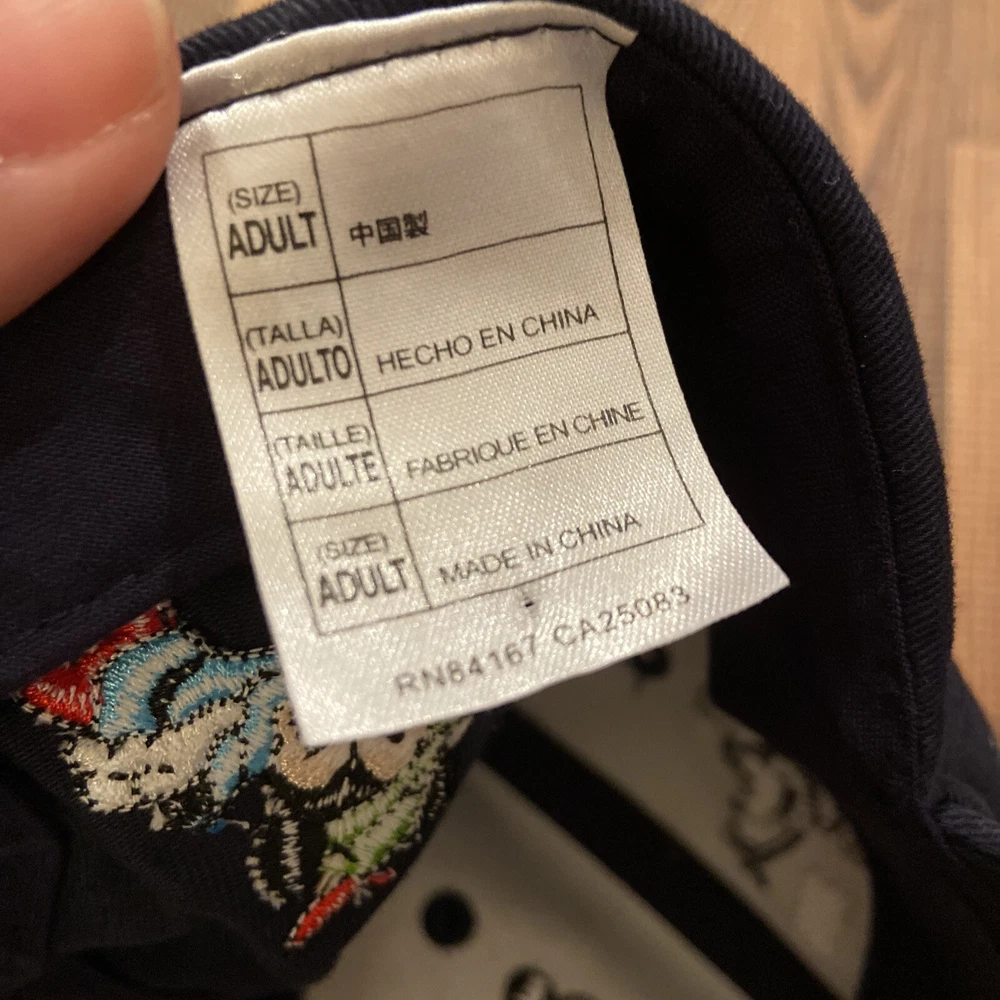 (SIZE)
ADULT
中国製
(TALLA)
ADULTO
HECHO EN CHINA
(TAILLE)
ADULTE
FABRIQUE EN CHINE
(SIZE)
ADULT
MADE IN CHINA
RN84167 CA25083